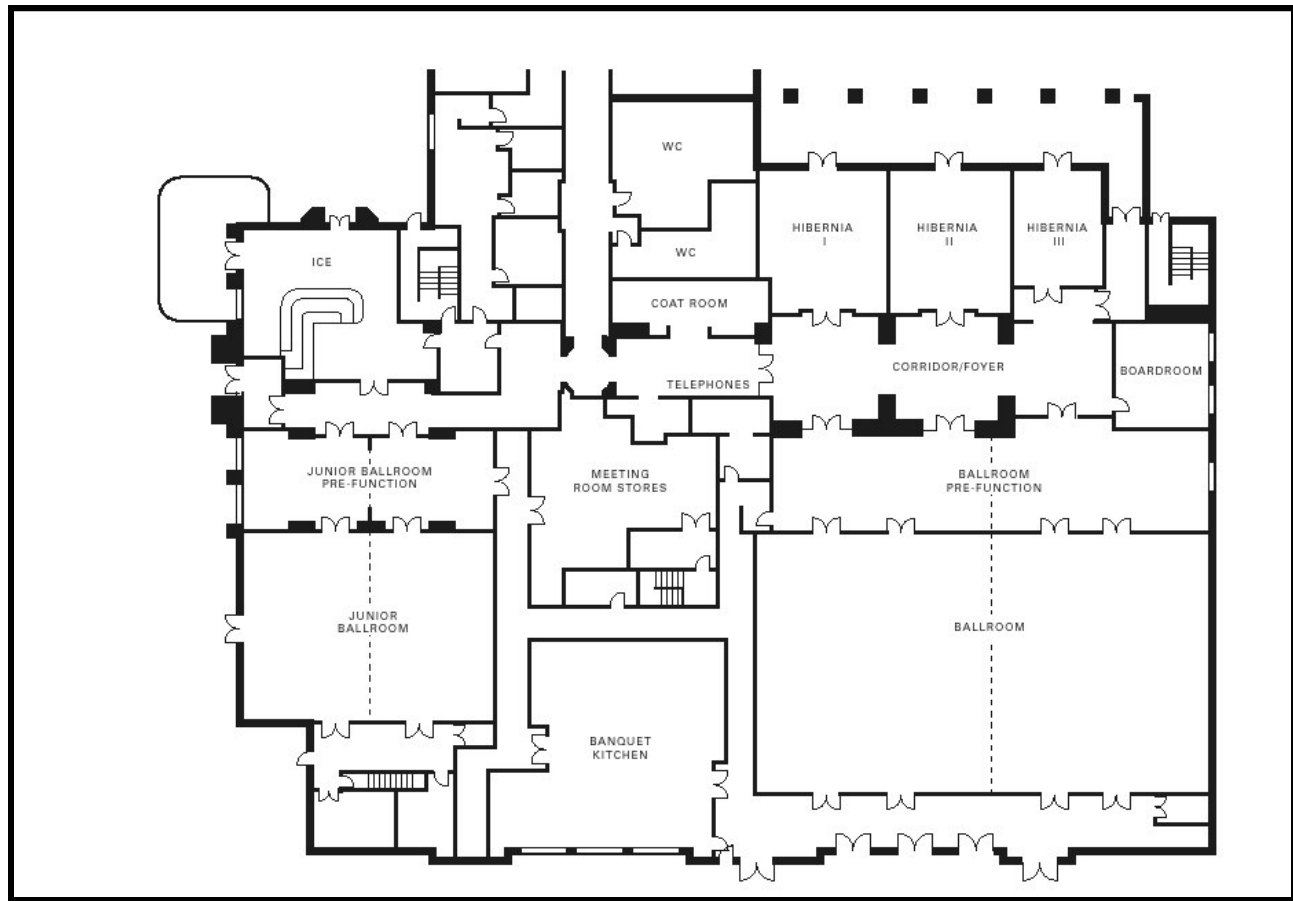 WC
HIBERNIA
I
HIBERNIA
II
HIBERNIA
III
WC
ICE
COAT ROOM
TELEPHONES
CORRIDOR/FOYER
BOARDROOM
JUNIOR BALLROOM
PRE-FUNCTION
MEETING
ROOM STORES
BALLROOM
PRE-FUNCTION
JUNIOR
BALLROOM
BALLROOM
BANQUET
KITCHEN